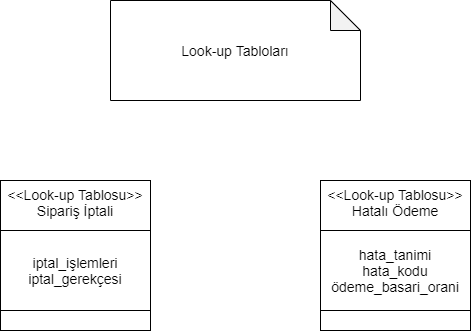 Look-up Tabloları
<<Look-up Tablosu>>
Sipariş İptali
iptal_işlemleri
iptal_gerekçesi
<<Look-up Tablosu>>
Hatalı Ödeme
hata_tanimi
hata_kodu
ödeme_basari_orani